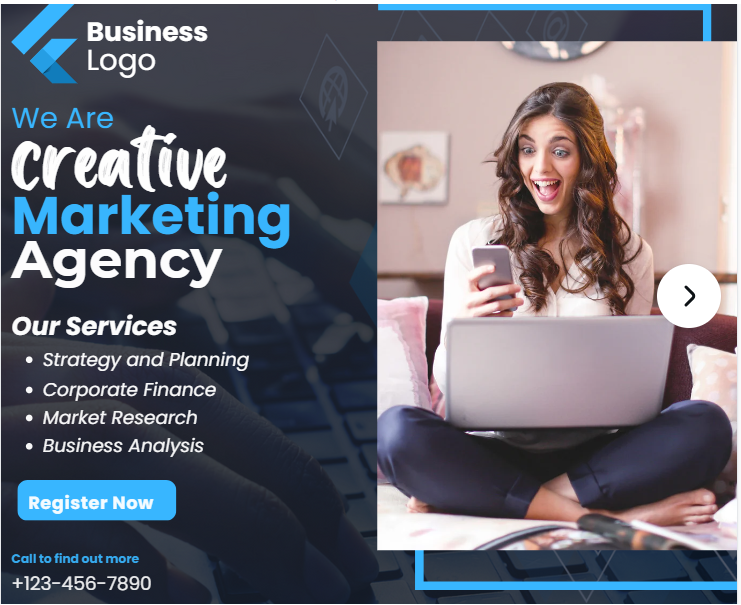 Business
Logo
We Are
creative
Marketing
Agency
Our Services
• Strategy and Planning
• Corporate Finance
• Market Research
• Business Analysis
Register Now
Call to find out more
+123-456-7890